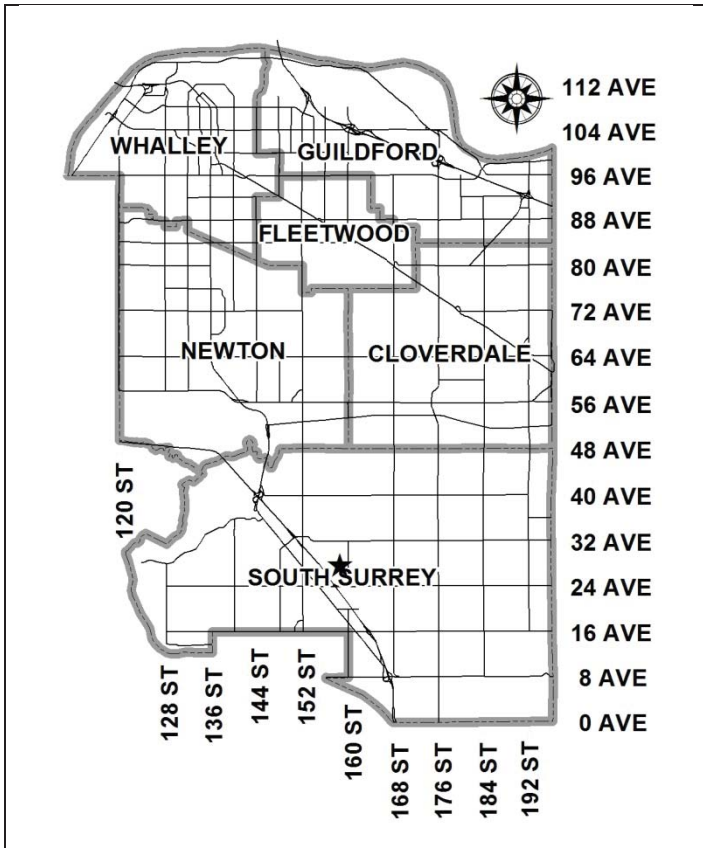 112 AVE
104 AVE
WHALLEY
GUILDFORD
96 AVE
88 AVE
FLEETWOOD
80 AVE
72 AVE
NEWTON
CLOVERDALE
64 AVE
56 AVE
48 AVE
120 ST
40 AVE
32 AVE
SOUTH SURREY
24 AVE
16 AVE
128 ST
136 ST
144 ST
152 ST
8 AVE
160 ST
0 AVE
168 ST
176 ST
184 ST
192 ST